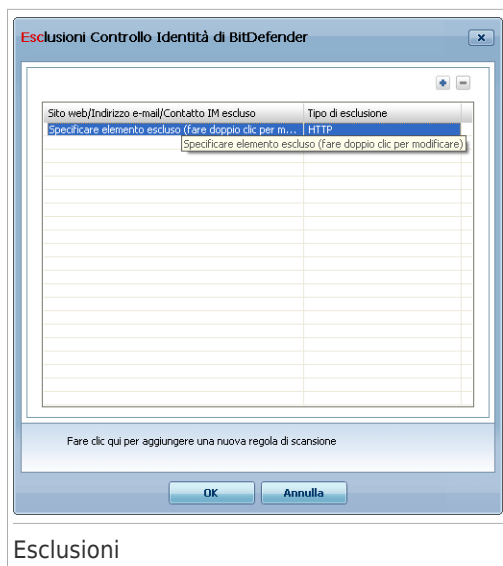 Esclusioni Controllo Identità di BitDefender
Sito web/Indirizzo e-mail/Contatto IM escluso Tipo di esclusione
Specificare elemento escluso (fare doppio clic per m... HTTP
Specificare elemento escluso (fare doppio clic per modificare)
Fare clic qui per aggiungere una nuova regola di scansione
OK Annulla
Esclusioni